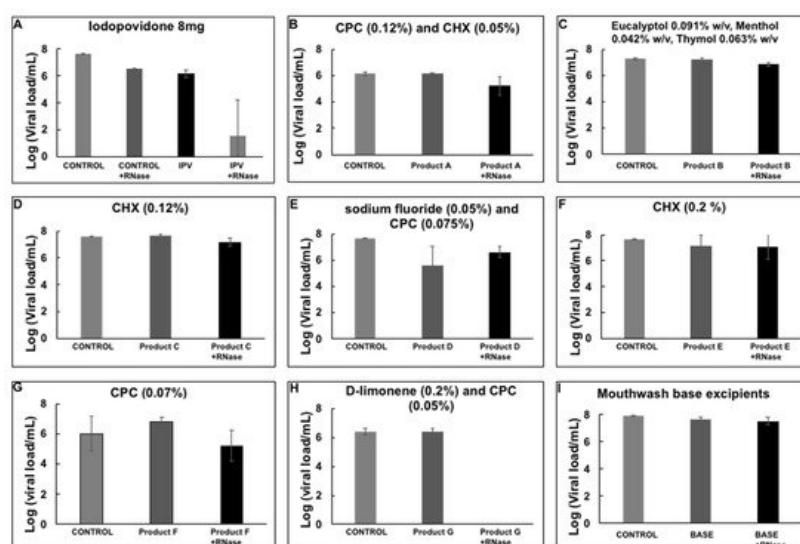 A
Iodopovidone 8mg
Log (Viral load/mL)
8
6
4
2
0
CONTROL
CONTROL
+RNase
IPV
IPV
+RNase
B
CPC (0.12%) and CHX (0.05%)
Log (Viral load/mL)
8
6
4
2
0
CONTROL
Product A
Product A
+RNase
C
Eucalyptol 0.091% w/v, Menthol
0.042% w/v, Thymol 0.063% w/v
Log (Viral load/mL)
8
6
4
2
0
CONTROL
Product B
Product B
+RNase
D
CHX (0.12%)
Log (Viral load/mL)
8
6
4
2
0
CONTROL
Product C
Product C
+RNase
E
sodium fluoride (0.05%) and
CPC (0.075%)
Log (Viral load/mL)
8
6
4
2
0
CONTROL
Product D
Product D
+RNase
F
CHX (0.2 %)
Log (Viral load/mL)
8
6
4
2
0
CONTROL
Product E
Product E
+RNase
G
CPC (0.07%)
Log (viral load/mL)
8
6
4
2
0
CONTROL
Product F
Product F
+RNase
H
D-limonene (0.2%) and CPC
(0.05%)
Log (viral load/mL)
8
6
4
2
0
CONTROL
Product G
Product G
+RNase
I
Mouthwash base excipients
Log (Viral load/mL)
8
6
4
2
0
CONTROL
BASE
BASE
+RNase